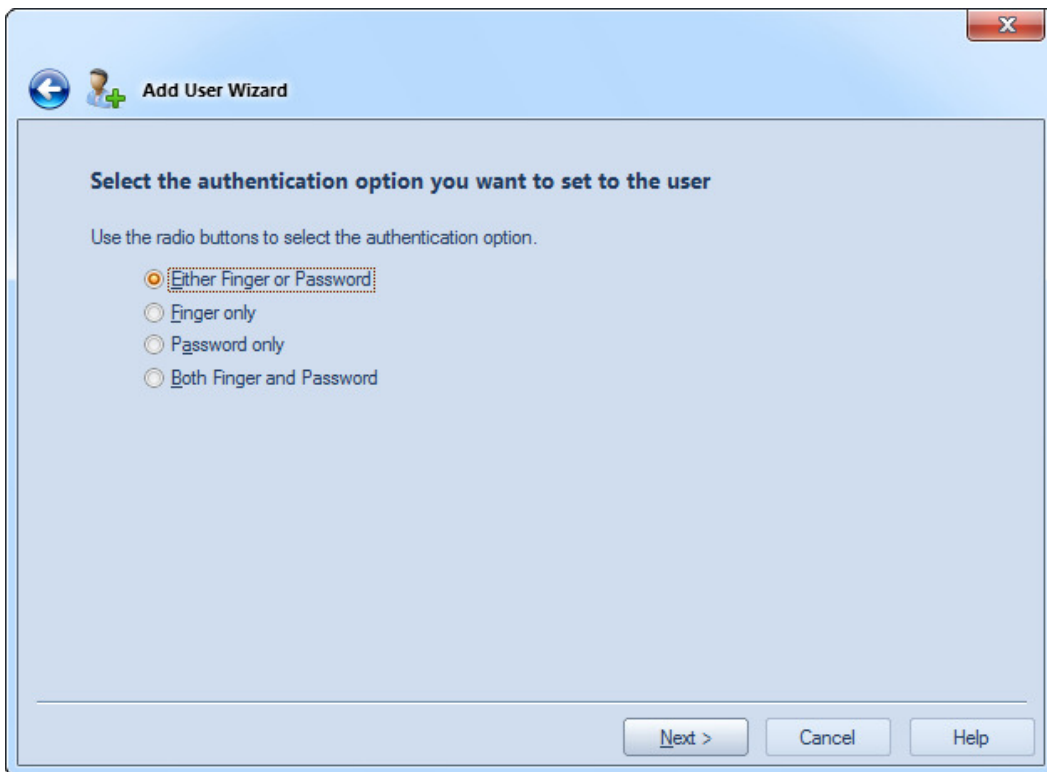 Add User Wizard
Select the authentication option you want to set to the user
Use the radio buttons to select the authentication option.
Either Finger or Password
Finger only
Password only
Both Finger and Password
Next > Cancel Help